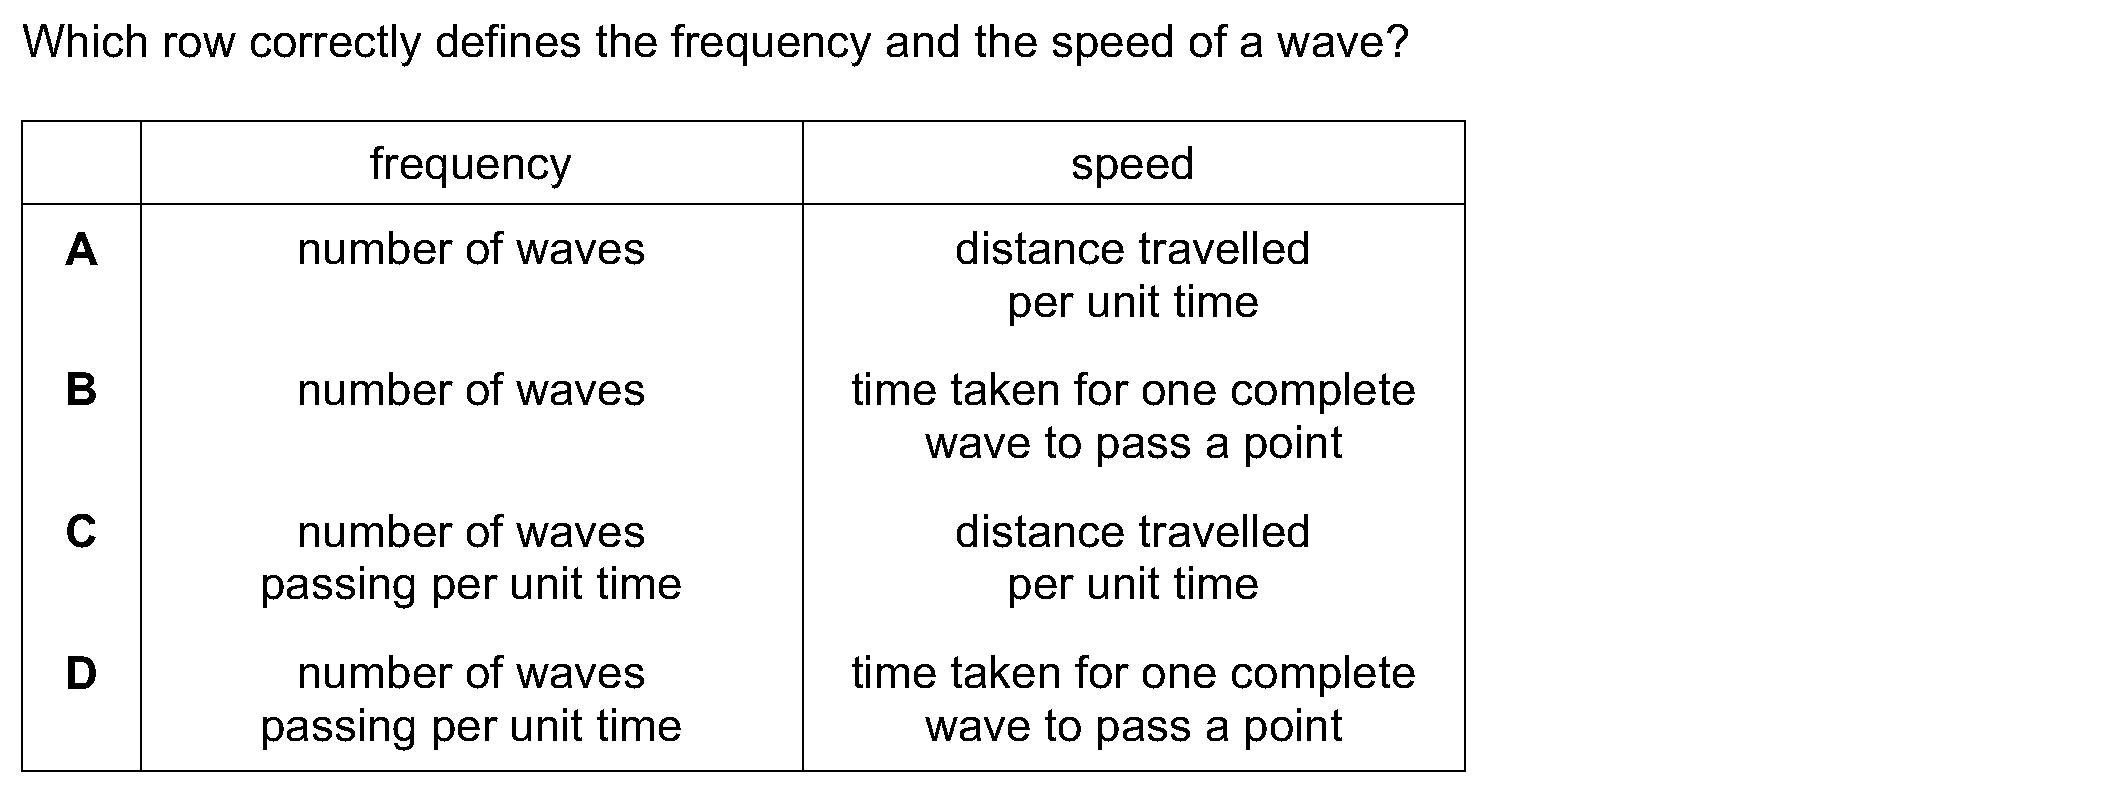 Which row correctly defines the frequency and the speed of a wave?
frequency speed
A number of waves distance travelled
per unit time
B number of waves time taken for one complete
wave to pass a point
C number of waves distance travelled
passing per unit time per unit time
D number of waves time taken for one complete
passing per unit time wave to pass a point